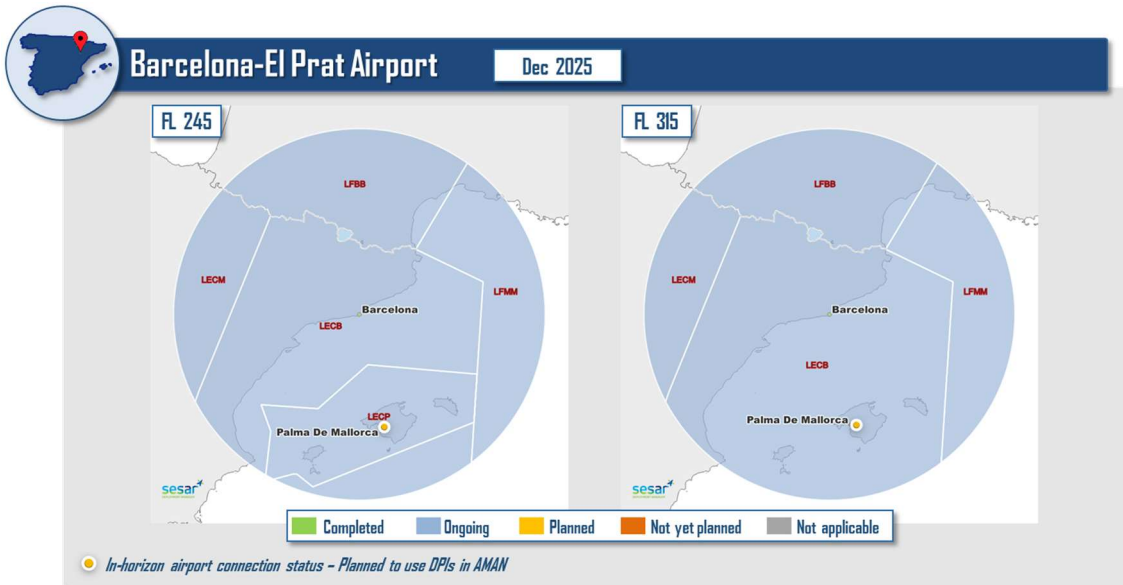 Barcelona-El Prat Airport
Dec 2025
FL 245
FL 315
LFBB
LECM
LFMM
Barcelona
LECB
LECP
Palma De Mallorca
sesar
LFBB
LECM
LFMM
Barcelona
LECB
Palma De Mallorca
sesar
Completed
Ongoing
Planned
Not yet planned
Not applicable
In-horizon airport connection status – Planned to use DPIs in AMAN